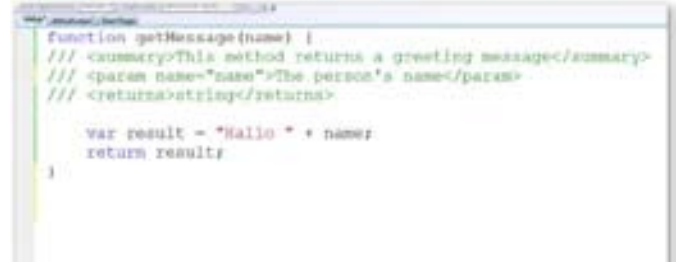 function getMessage(name) {
/// <summary>This method returns a greeting message</summary>
/// <param name="name">The person's name</param>
/// <returns>string</returns>
var result = "Hallo " + name;
return result;
}